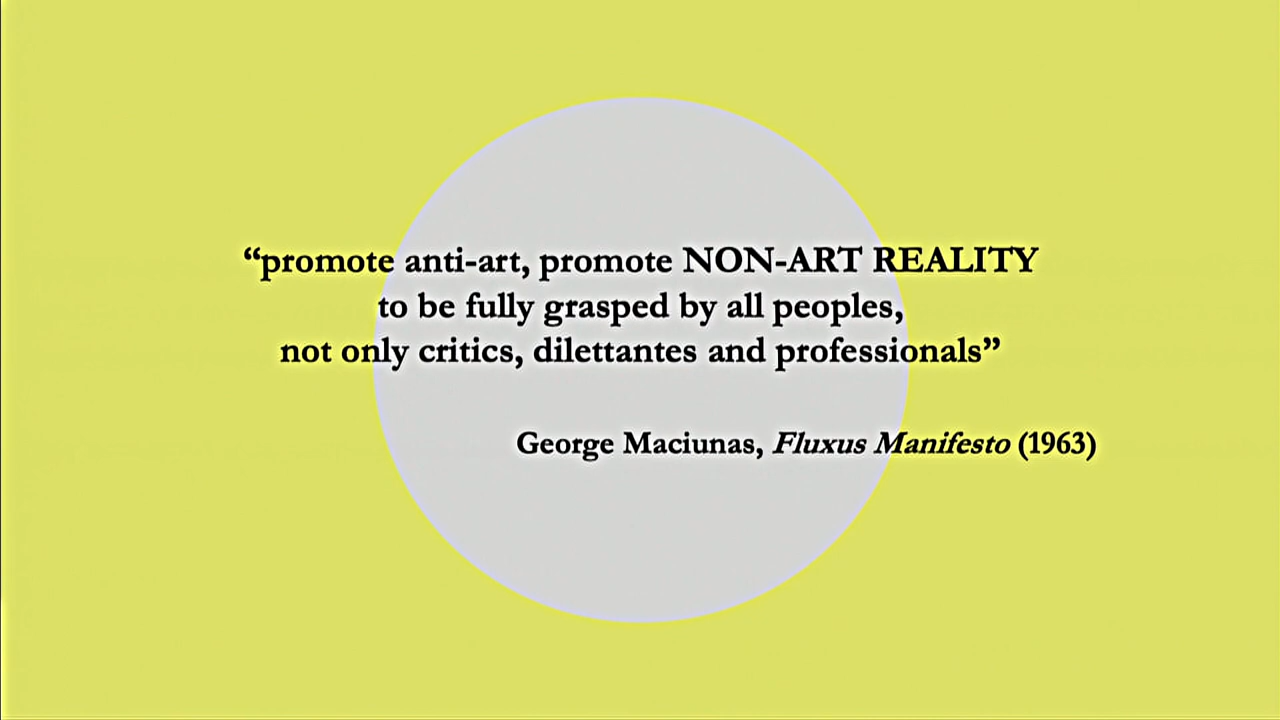 “promote anti-art, promote NON-ART REALITY
to be fully grasped by all peoples,
not only critics, dilettantes and professionals”
George Maciunas, Fluxus Manifesto (1963)